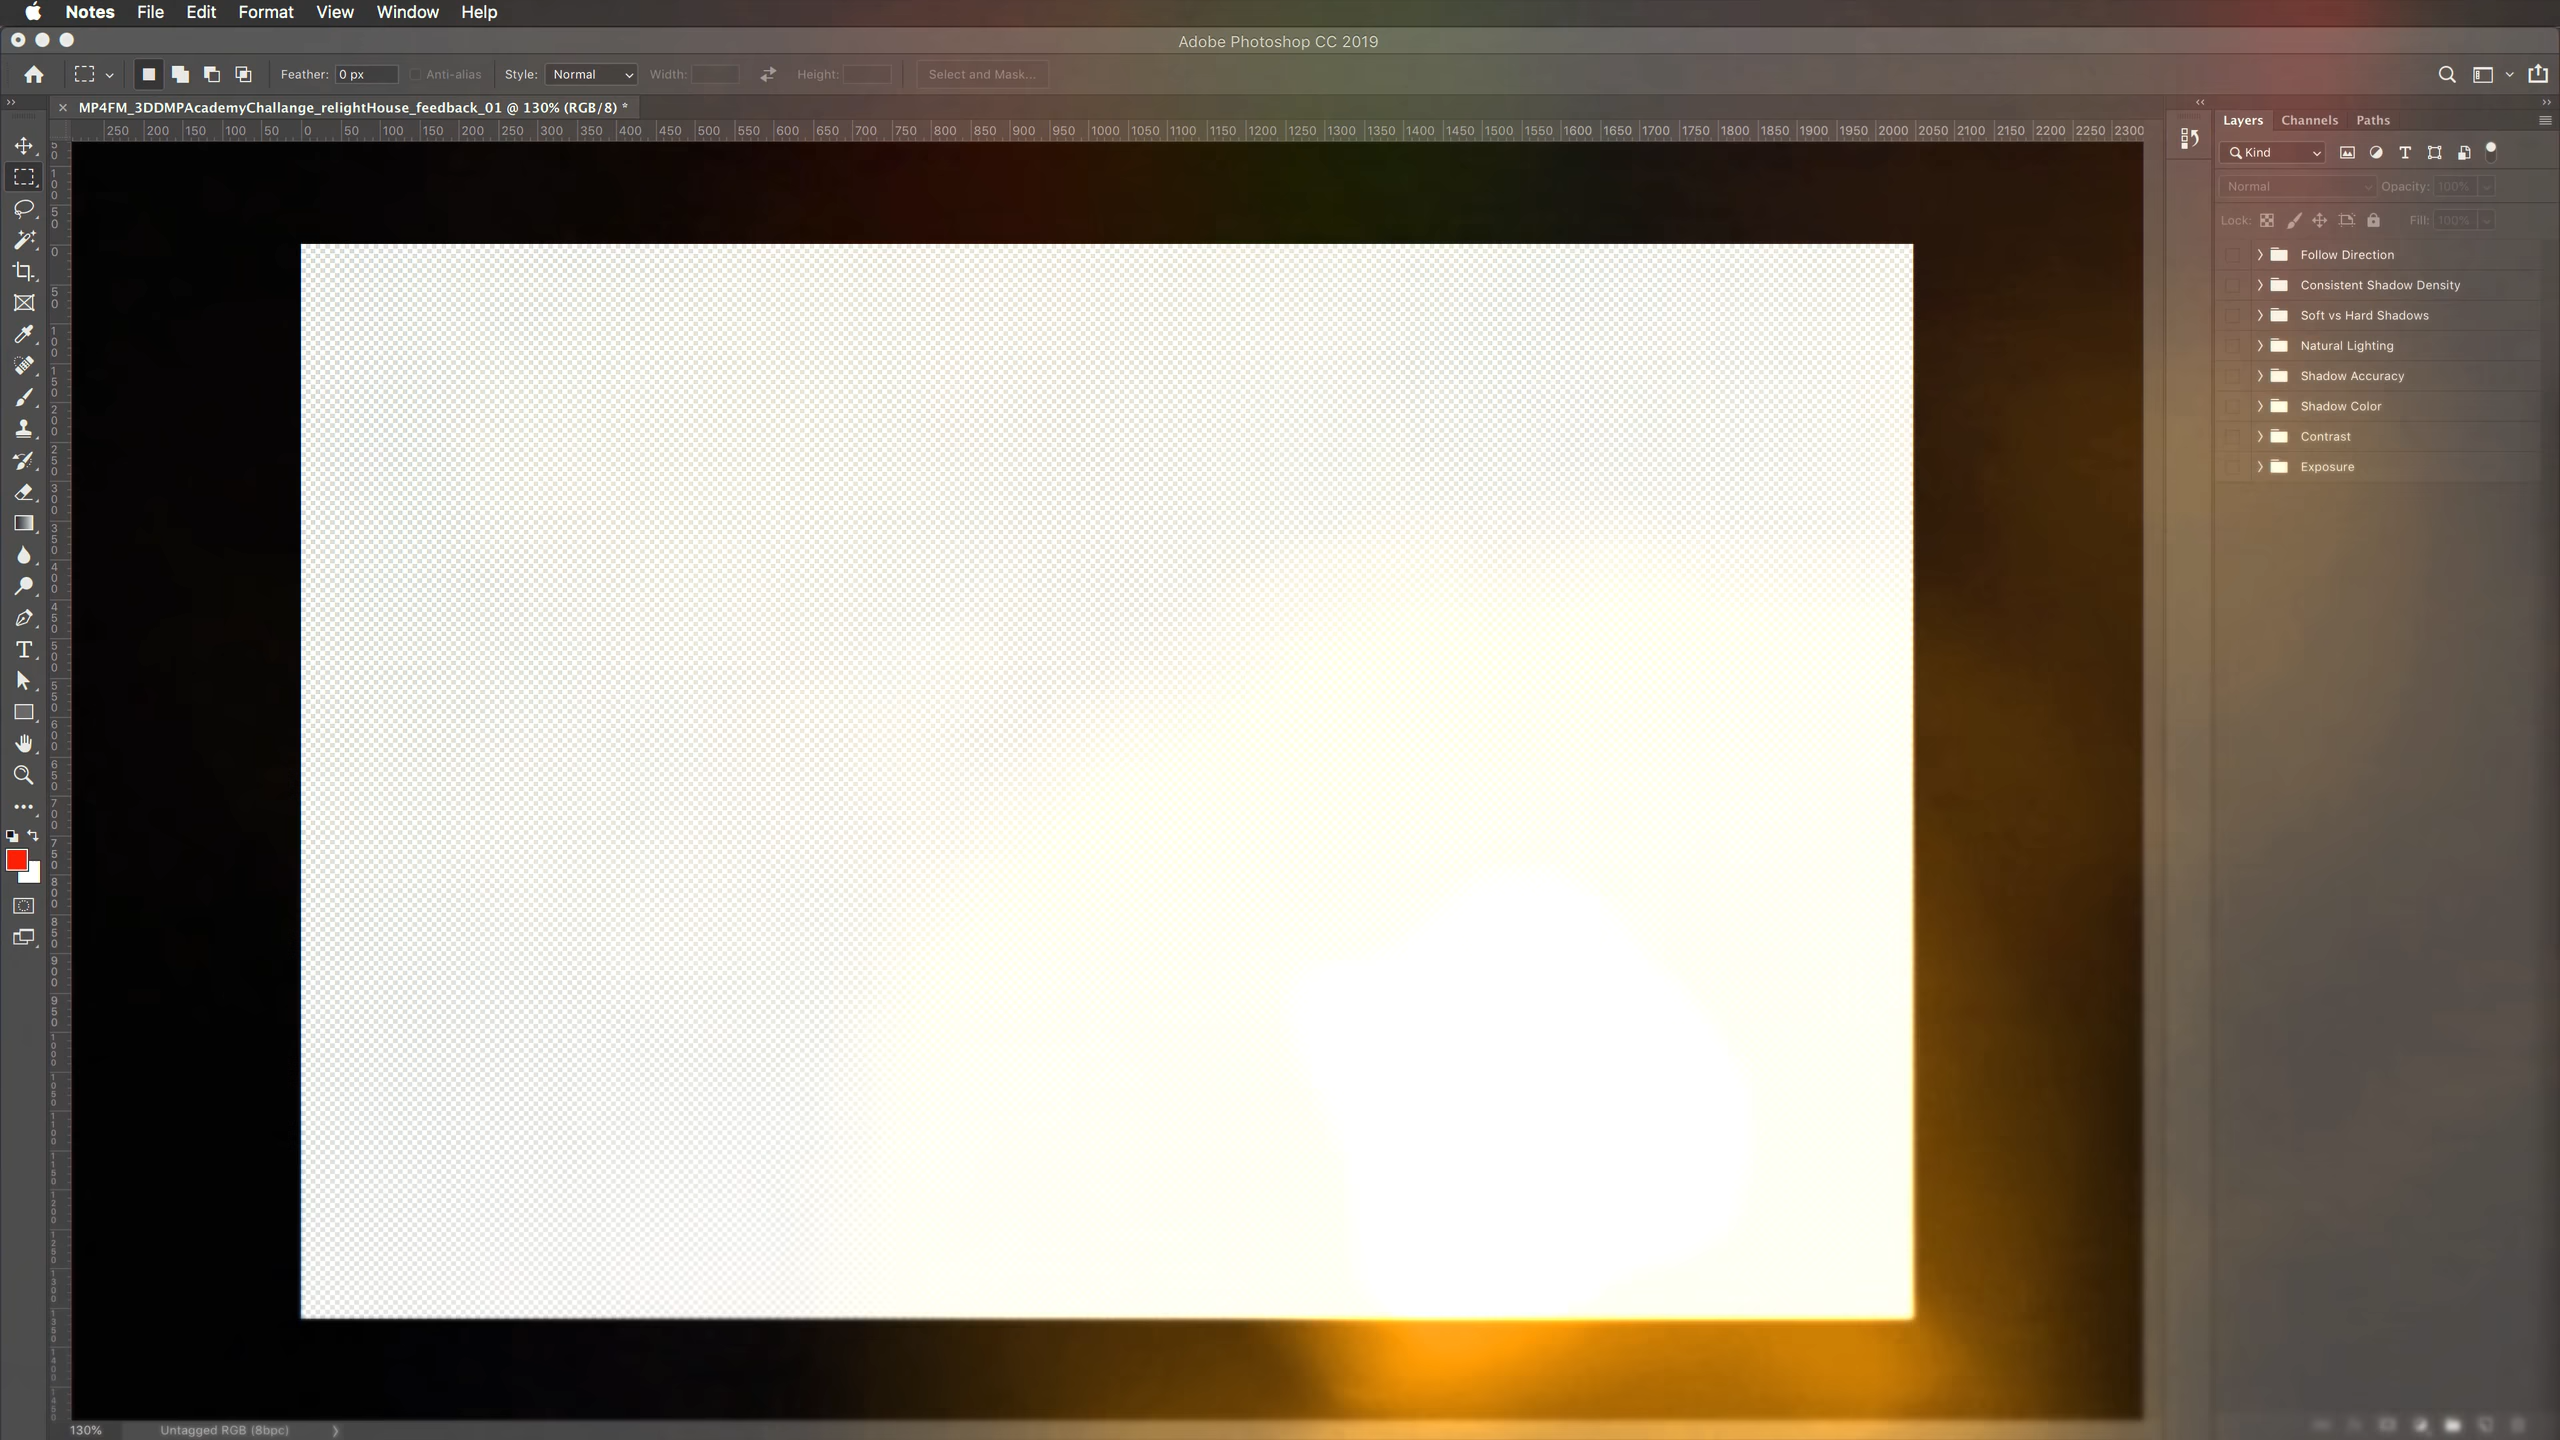 Notes File Edit Format View Window Help
Adobe Photoshop CC 2019
Feather: 0 px Anti-alias Style: Normal Width: Height: Select and Mask...
MP4FM_3DDMPAcademyChallange_relightHouse_feedback_01 @ 130% (RGB/8) *
250 200 150 100 50 0 50 100 150 200 250 300 350 400 450 500 550 600 650 700 750 800 850 900 950 1000 1050 1100 1150 1200 1250 1300 1350 1400 1450 1500 1550 1600 1650 1700 1750 1800 1850 1900 1950 2000 2050 2100 2150 2200 2250 2300
Layers Channels Paths
Kind
Normal Opacity: 100%
Lock: Fill: 100%
Follow Direction
Consistent Shadow Density
Soft vs Hard Shadows
Natural Lighting
Shadow Accuracy
Shadow Color
Contrast
Exposure
130% Untagged RGB (8bpc)